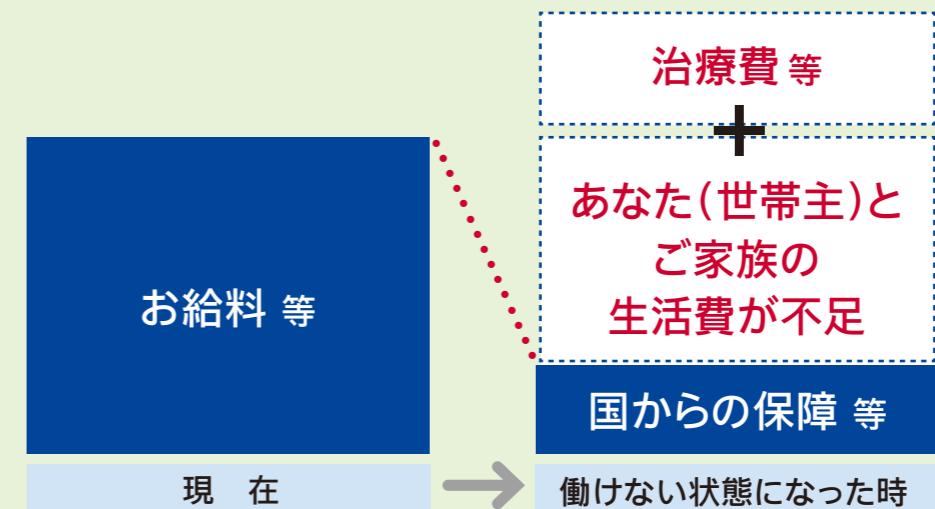 治療費 等
+
あなた(世帯主)と
ご家族の
生活費が不足
お給料 等
国からの保障 等
現 在
働けない状態になった時